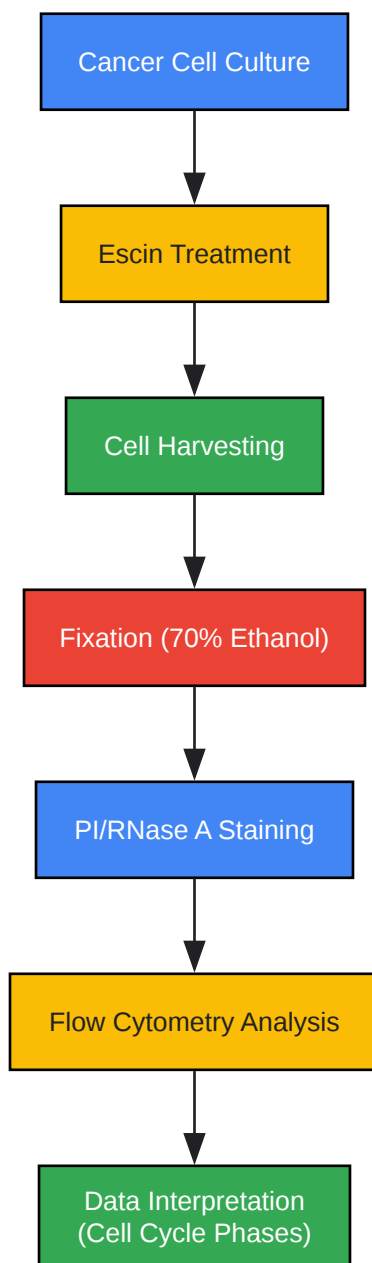 Cancer Cell Culture
Escin Treatment
Cell Harvesting
Fixation (70% Ethanol)
PI/RNase A Staining
Flow Cytometry Analysis
Data Interpretation
(Cell Cycle Phases)